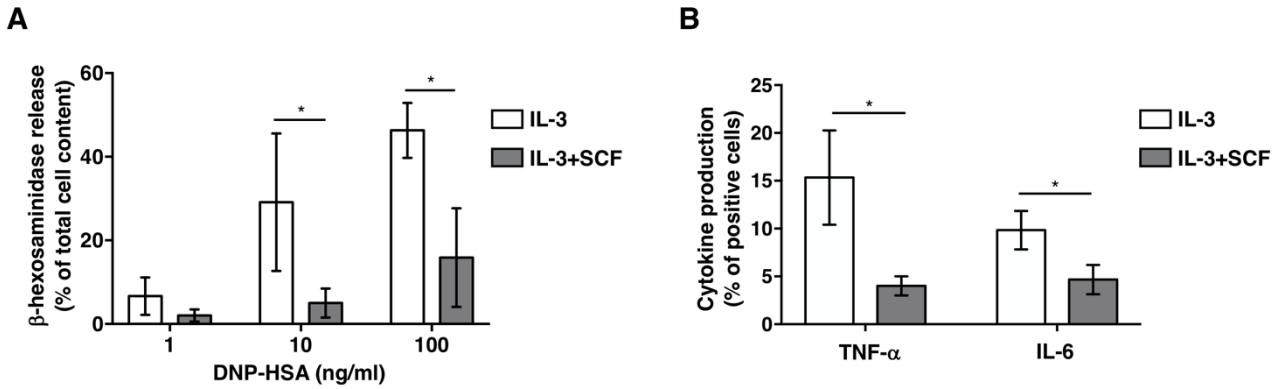 A
β-hexosaminidase release
(% of total cell content)
60
40
20
0
*
*
1
10
100
DNP-HSA (ng/ml)
IL-3
IL-3+SCF
B
Cytokine production
(% of positive cells)
25
20
15
10
5
0
*
*
TNF-α
IL-6
IL-3
IL-3+SCF